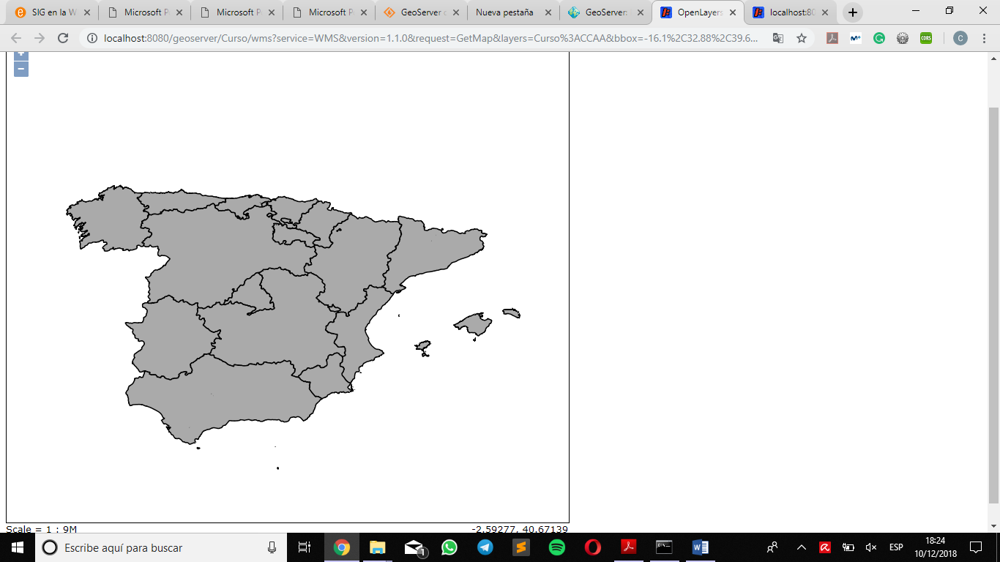 SIG en la W
Microsoft P
Microsoft P
Microsoft P
GeoServer
Nueva pestaña
GeoServer:
OpenLayers
localhost:80
localhost:8080/geoserver/Curso/wms?service=WMS&version=1.1.0&request=GetMap&layers=Curso%3ACCAA&bbox=-16.1%2C32.88%2C39.6...
CORS
C
Scale = 1 : 9M
-2.59277, 40.67139
Escribe aquí para buscar
1
ESP
18:24
10/12/2018